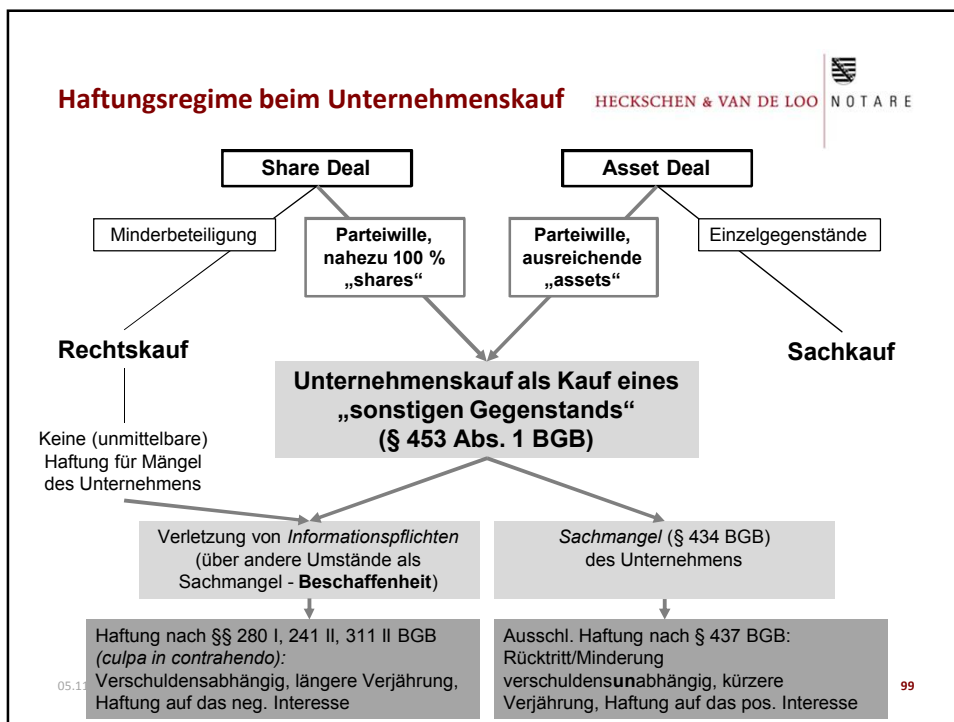 Haftungsregime beim Unternehmenskauf
HECKSCHEN & VAN DE LOO NOTARE
Share Deal
Asset Deal
Minderbeteiligung
Parteiwille,
nahezu 100 %
„shares“
Parteiwille,
ausreichende
„assets“
Einzelgegenstände
Rechtskauf
Sachkauf
Unternehmenskauf als Kauf eines
„sonstigen Gegenstands“
(§ 453 Abs. 1 BGB)
Keine (unmittelbare)
Haftung für Mängel
des Unternehmens
Verletzung von Informationspflichten
(über andere Umstände als
Sachmangel - Beschaffenheit)
Sachmangel (§ 434 BGB)
des Unternehmens
Haftung nach §§ 280 I, 241 II, 311 II BGB
(culpa in contrahendo):
Verschuldensabhängig, längere Verjährung,
Haftung auf das neg. Interesse
Ausschl. Haftung nach § 437 BGB:
Rücktritt/Minderung
verschuldensunabhängig, kürzere
Verjährung, Haftung auf das pos. Interesse
05.11
99